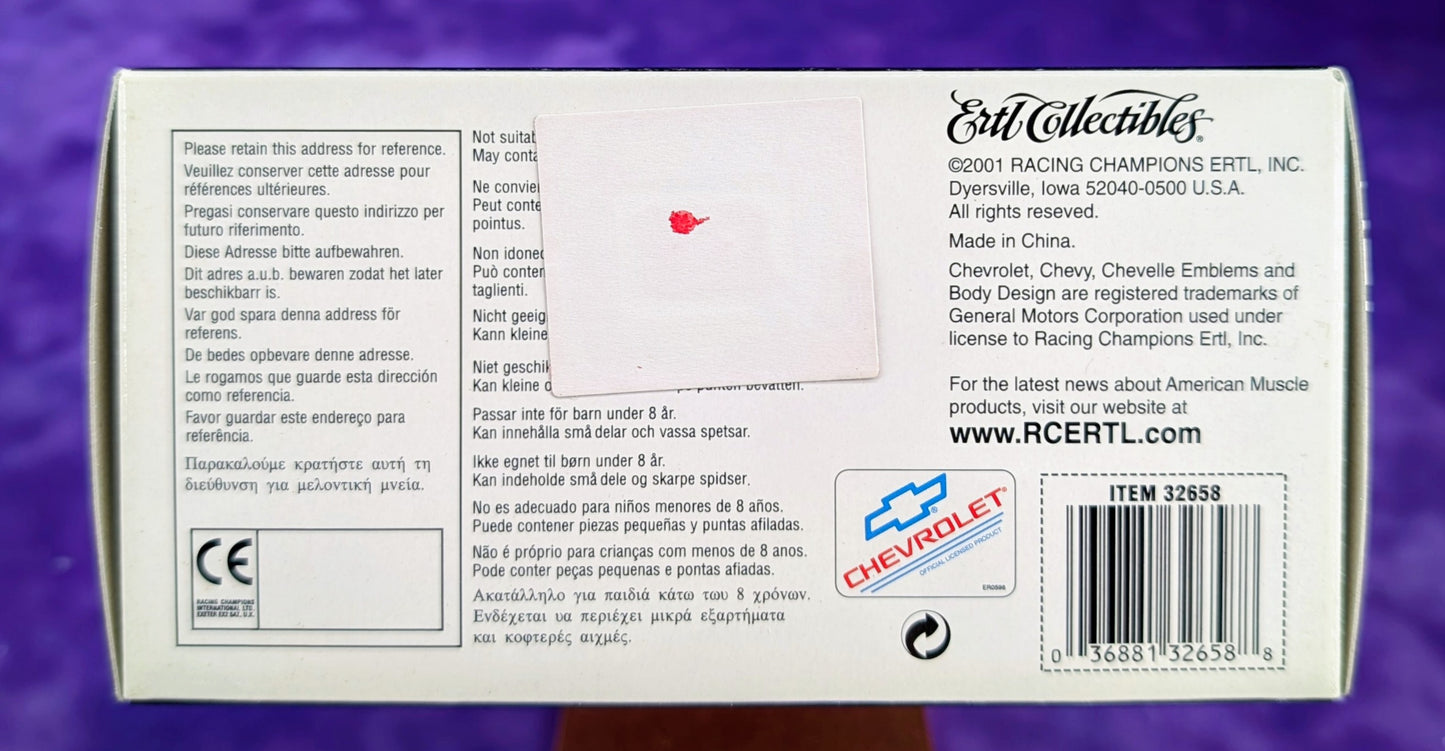 Please retain this address for reference.
Veuillez conserver cette adresse pour
références ultérieures.
Pregasi conservare questo indirizzo per
futuro riferimento.
Diese Adresse bitte aufbewahren.
Dit adres a.u.b. bewaren zodat het later
beschikbarr is.
Var god spara denna address för
referens.
De bedes opbevare denne adresse.
Le rogamos que guarde esta dirección
como referencia.
Favor guardar este endereço para
referência.
Παρακαλούμε κρατήστε αυτή τη
διεύθυνση για μελοντική μνεία.
CE
RACING CHAMPIONS
INTERNATIONAL, LTD.
EXETER EX2 8AZ, U.K.
Not
May
Ne
Peut
pointus.
Non
Può
taglienti.
Nicht
Kann kleine
Niet
Kan kleine
bevatten.
Passar inte för barn under 8 år.
Kan innehålla små delar och vassa spetsar.
Ikke egnet til børn under 8 år.
Kan indeholde små dele og skarpe spidser.
No es adecuado para niños menores de 8 años.
Puede contener piezas pequeñas y puntas afiladas.
Não é próprio para crianças com menos de 8 anos.
Pode conter peças pequenas e pontas afiadas.
Ακατάλληλο για παιδιά κάτω του 8 χρόνων.
Ενδέχεται υα περιέχει μικρά εξαρτήματα
και κοφτερές αιχμές.
Ertl Collectibles®
©2001 RACING CHAMPIONS ERTL, INC.
Dyersville, Iowa 52040-0500 U.S.A.
All rights reseved.
Made in China.
Chevrolet, Chevy, Chevelle Emblems and
Body Design are registered trademarks of
General Motors Corporation used under
license to Racing Champions Ertl, Inc.
For the latest news about American Muscle
products, visit our website at
www.RCERTL.com
CHEVROLET®
OFFICIAL LICENSED PRODUCT
ER0598
ITEM 32658
0 36881 32658 8